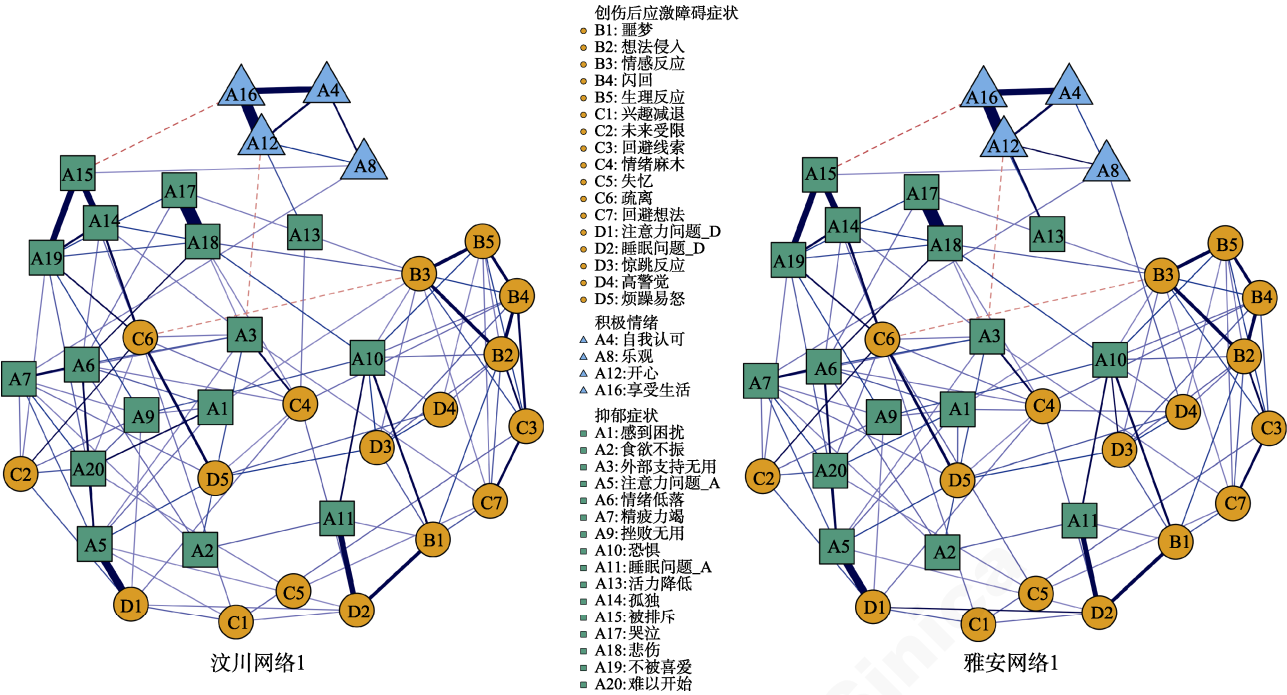 A16
A4
A12
A8
A15
A17
A14
A18
A13
A19
B5
B3
B4
C6
A3
A10
B2
A7
A6
A9
A1
C4
D4
C3
D3
C2
A20
D5
C7
A11
A5
A2
B1
D1
C5
C1
D2
汶川网络1
创伤后应激障碍症状
B1: 噩梦
B2: 想法侵入
B3: 情感反应
B4: 闪回
B5: 生理反应
C1: 兴趣减退
C2: 未来受限
C3: 回避线索
C4: 情绪麻木
C5: 失忆
C6: 疏离
C7: 回避想法
D1: 注意力问题_D
D2: 睡眠问题_D
D3: 惊跳反应
D4: 高警觉
D5: 烦躁易怒
积极情绪
A4: 自我认可
A8: 乐观
A12: 开心
A16: 享受生活
抑郁症状
A1: 感到困扰
A2: 食欲不振
A3: 外部支持无用
A5: 注意力问题_A
A6: 情绪低落
A7: 精疲力竭
A9: 挫败无用
A10: 恐惧
A11: 睡眠问题_A
A13: 活力降低
A14: 孤独
A15: 被排斥
A17: 哭泣
A18: 悲伤
A19: 不被喜爱
A20: 难以开始
A16
A4
A12
A8
A15
A17
A14
A18
A13
A19
B5
B3
B4
C6
A3
A10
B2
A7
A6
A9
A1
C4
D4
C3
D3
C2
A20
D5
C7
A11
A5
A2
B1
D1
C5
C1
D2
雅安网络1